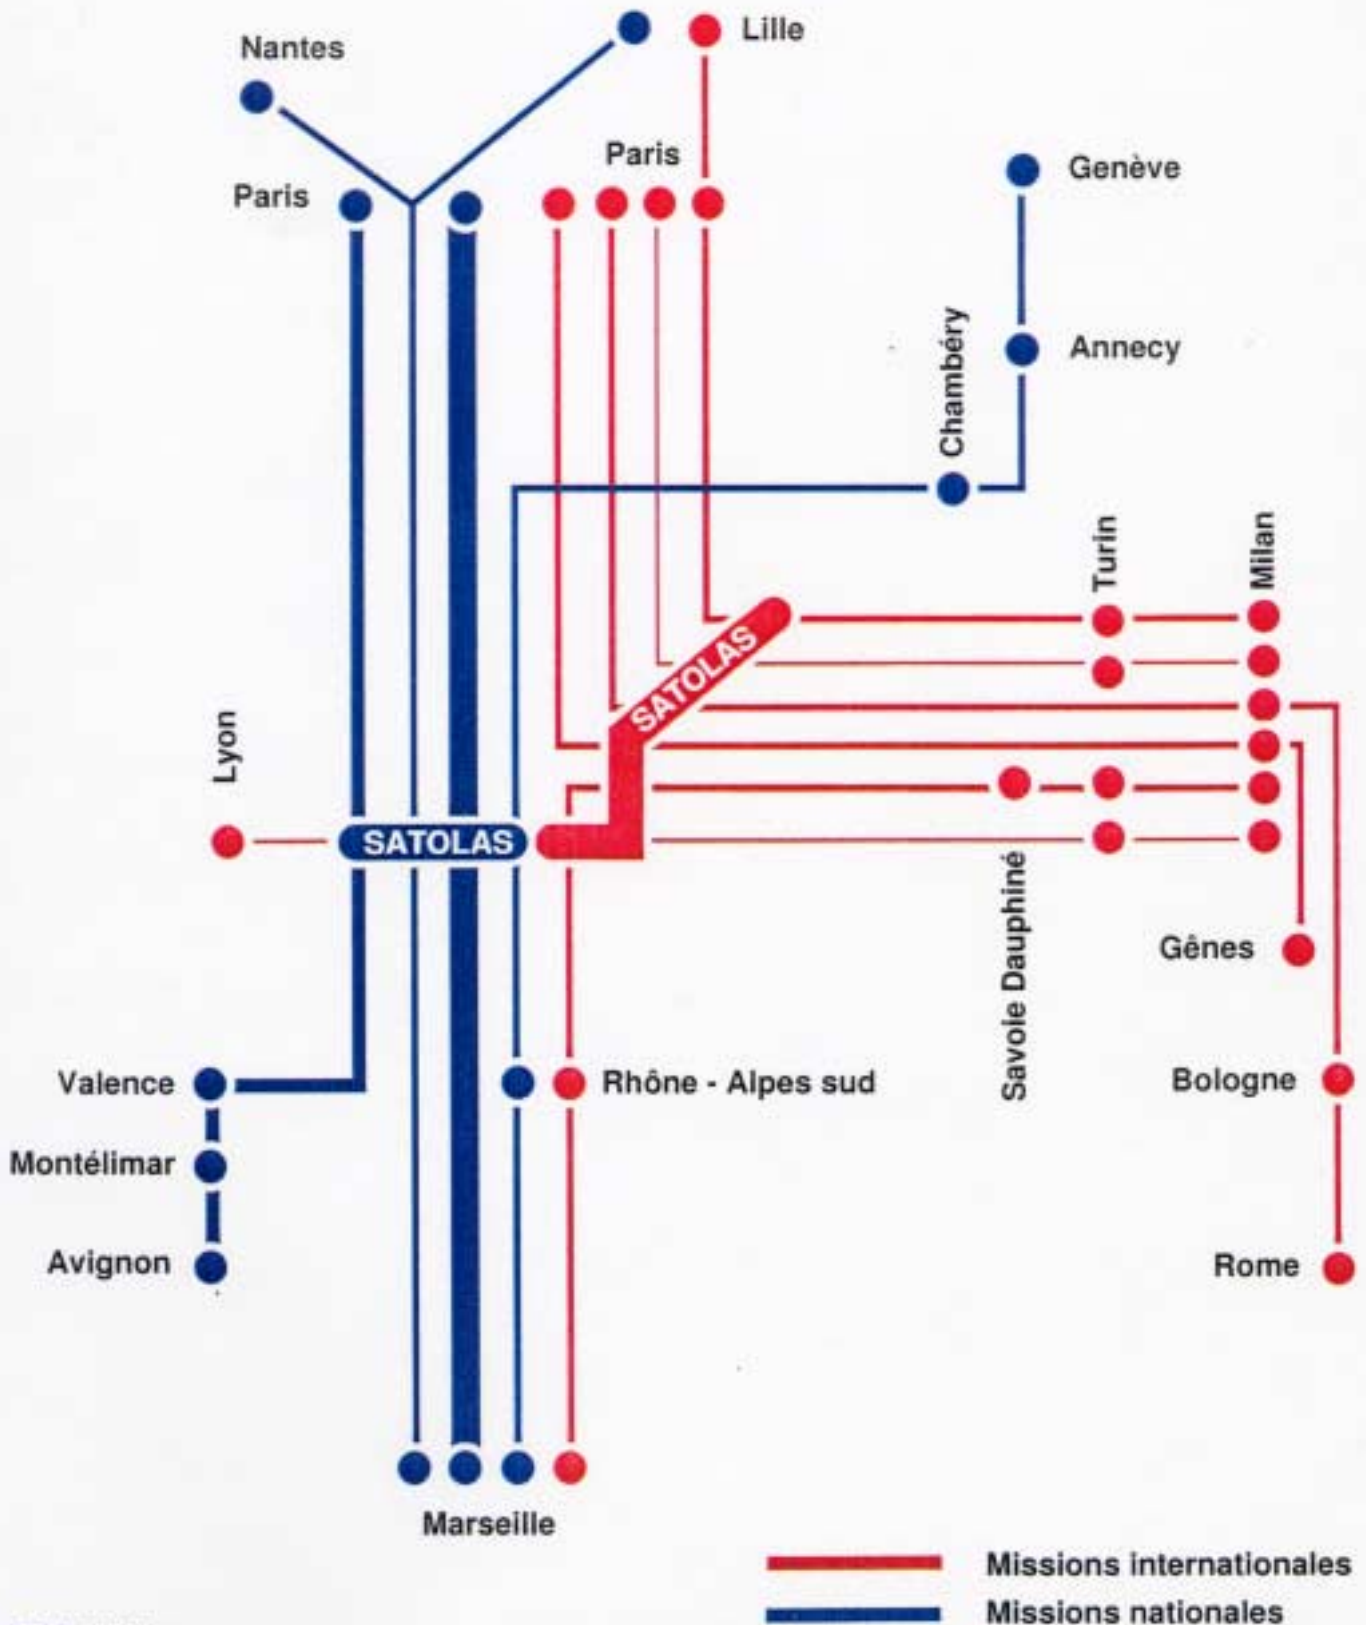 Nantes
Lille
Paris
Paris
Genève
Chambéry
Annecy
Turin
Milan
SATOLAS
Lyon
SATOLAS
Savoie Dauphiné
Gênes
Valence
Rhône - Alpes sud
Bologne
Montélimar
Avignon
Rome
Marseille
Missions internationales
Missions nationales